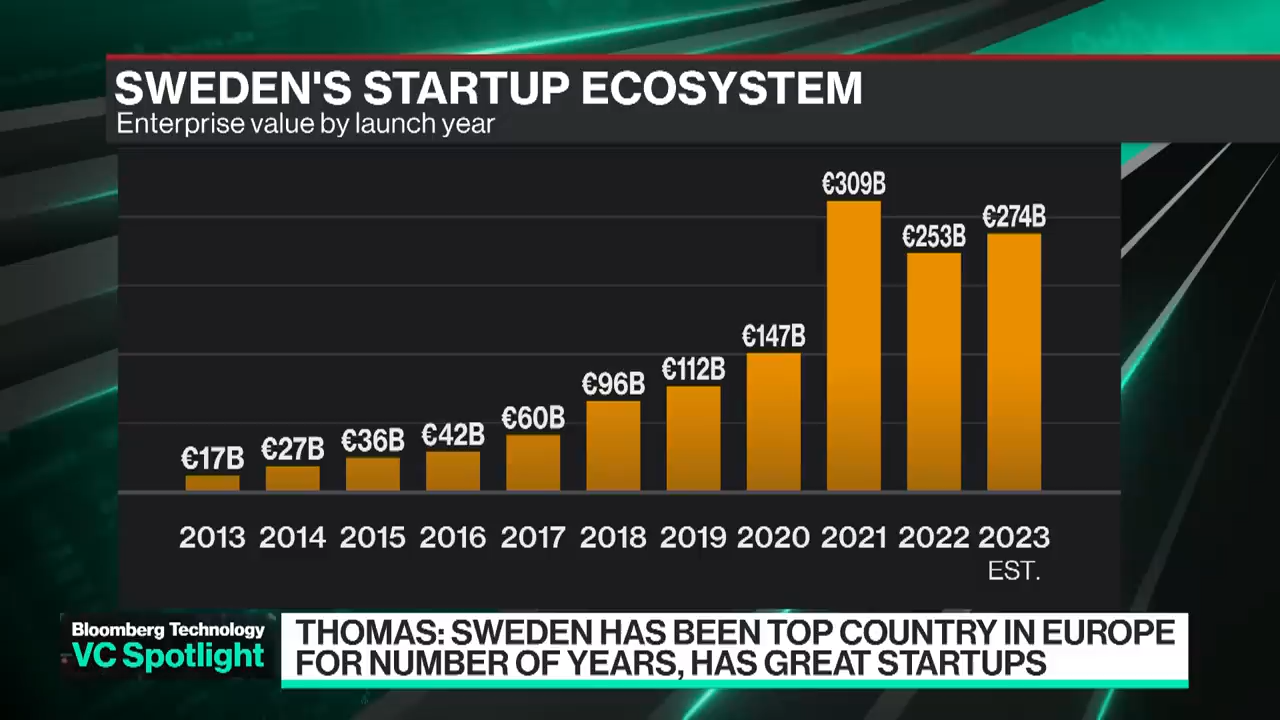 SWEDEN'S STARTUP ECOSYSTEM
Enterprise value by launch year
€17B
€27B
€36B
€42B
€60B
€96B
€112B
€147B
€309B
€253B
€274B
2013 2014 2015 2016 2017 2018 2019 2020 2021 2022 2023
EST.
Bloomberg Technology
VC Spotlight
THOMAS: SWEDEN HAS BEEN TOP COUNTRY IN EUROPE
FOR NUMBER OF YEARS, HAS GREAT STARTUPS